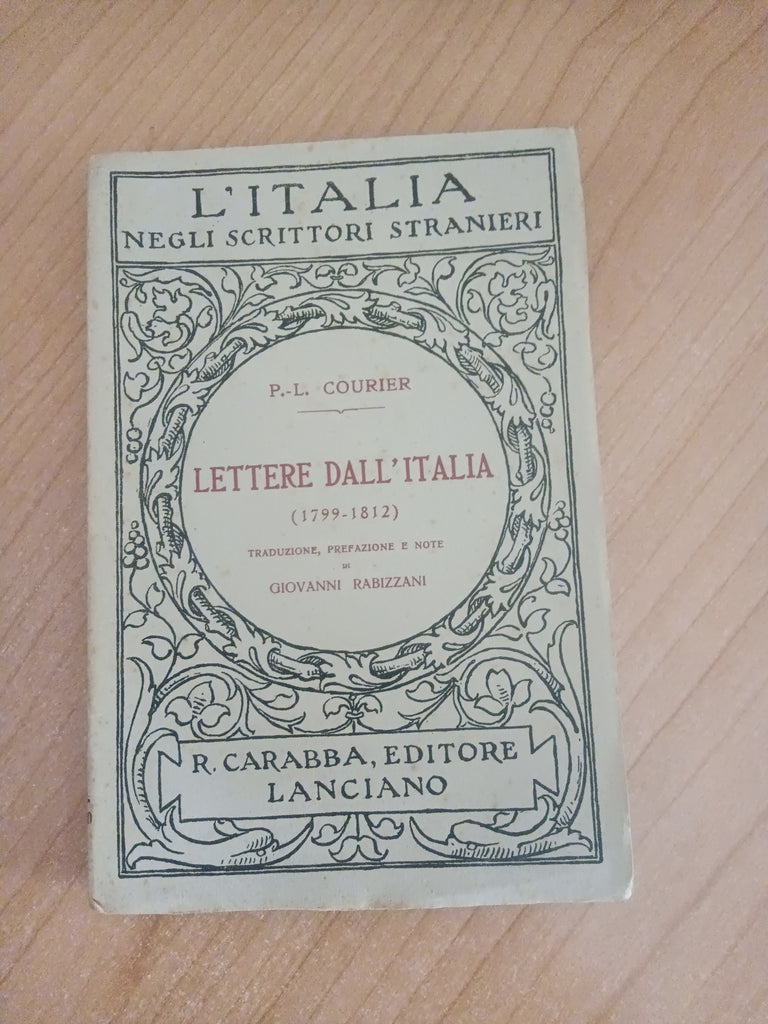 L'ITALIA
NEGLI SCRITTORI STRANIERI
P.-L. COURIER
LETTERE DALL'ITALIA
(1799-1812)
TRADUZIONE, PREFAZIONE E NOTE
DI
GIOVANNI RABIZZANI
R. CARABBA, EDITORE
LANCIANO